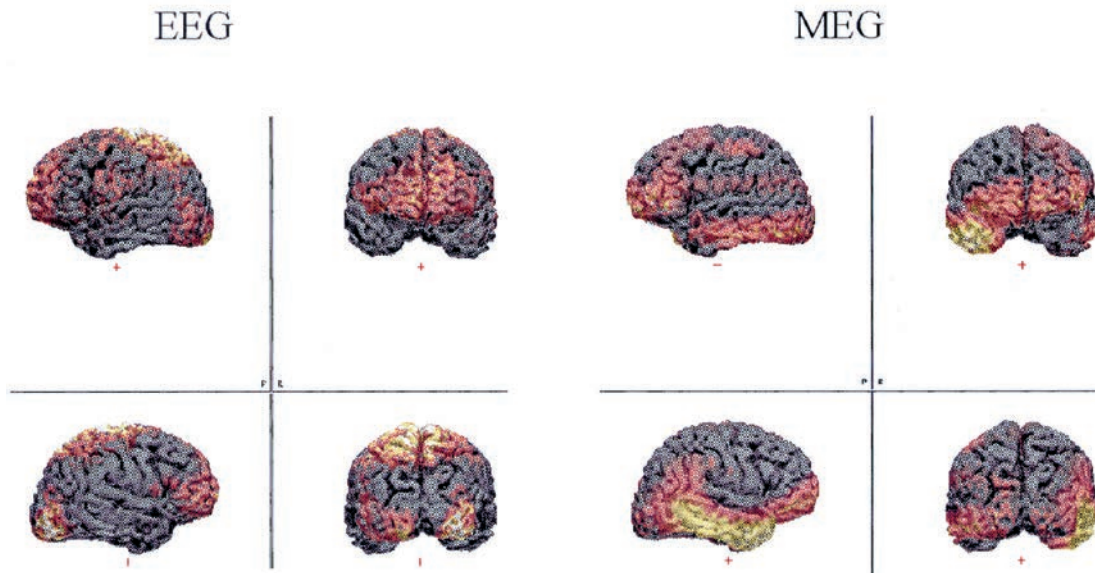 EEG MEG
+ + − +
P R P R
I I + +